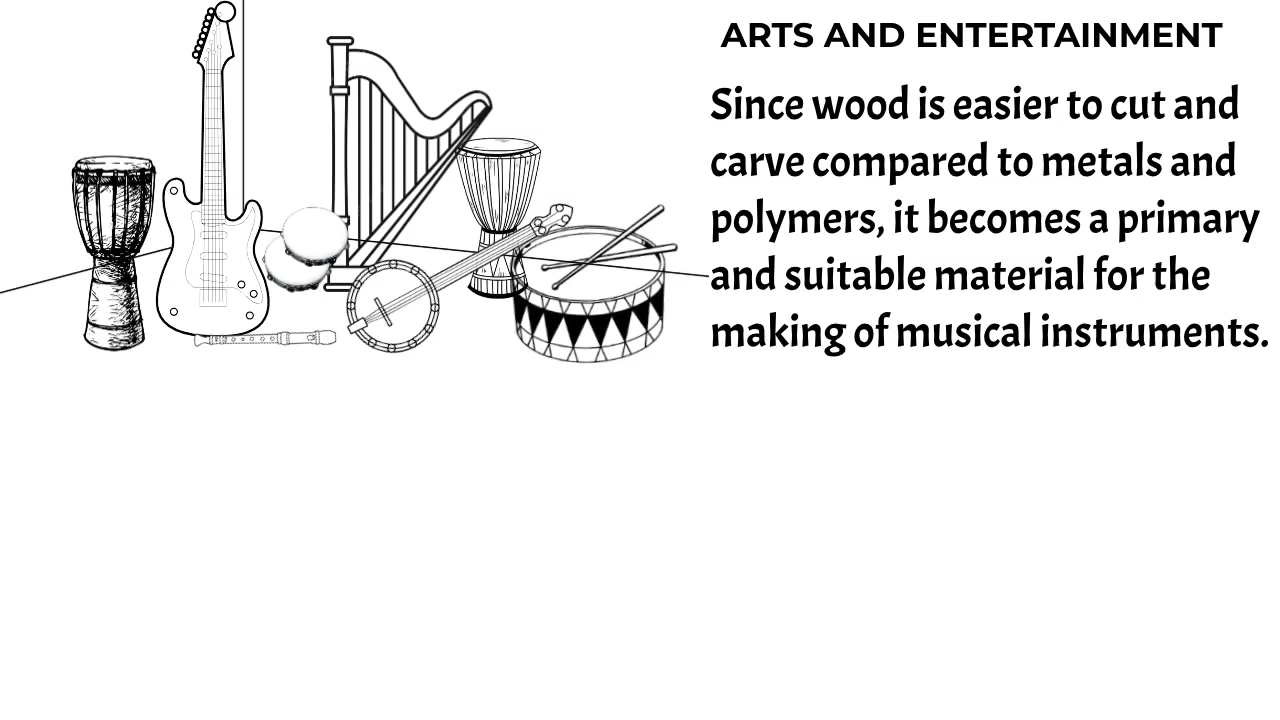 ARTS AND ENTERTAINMENT
Since wood is easier to cut and
carve compared to metals and
polymers, it becomes a primary
and suitable material for the
making of musical instruments.